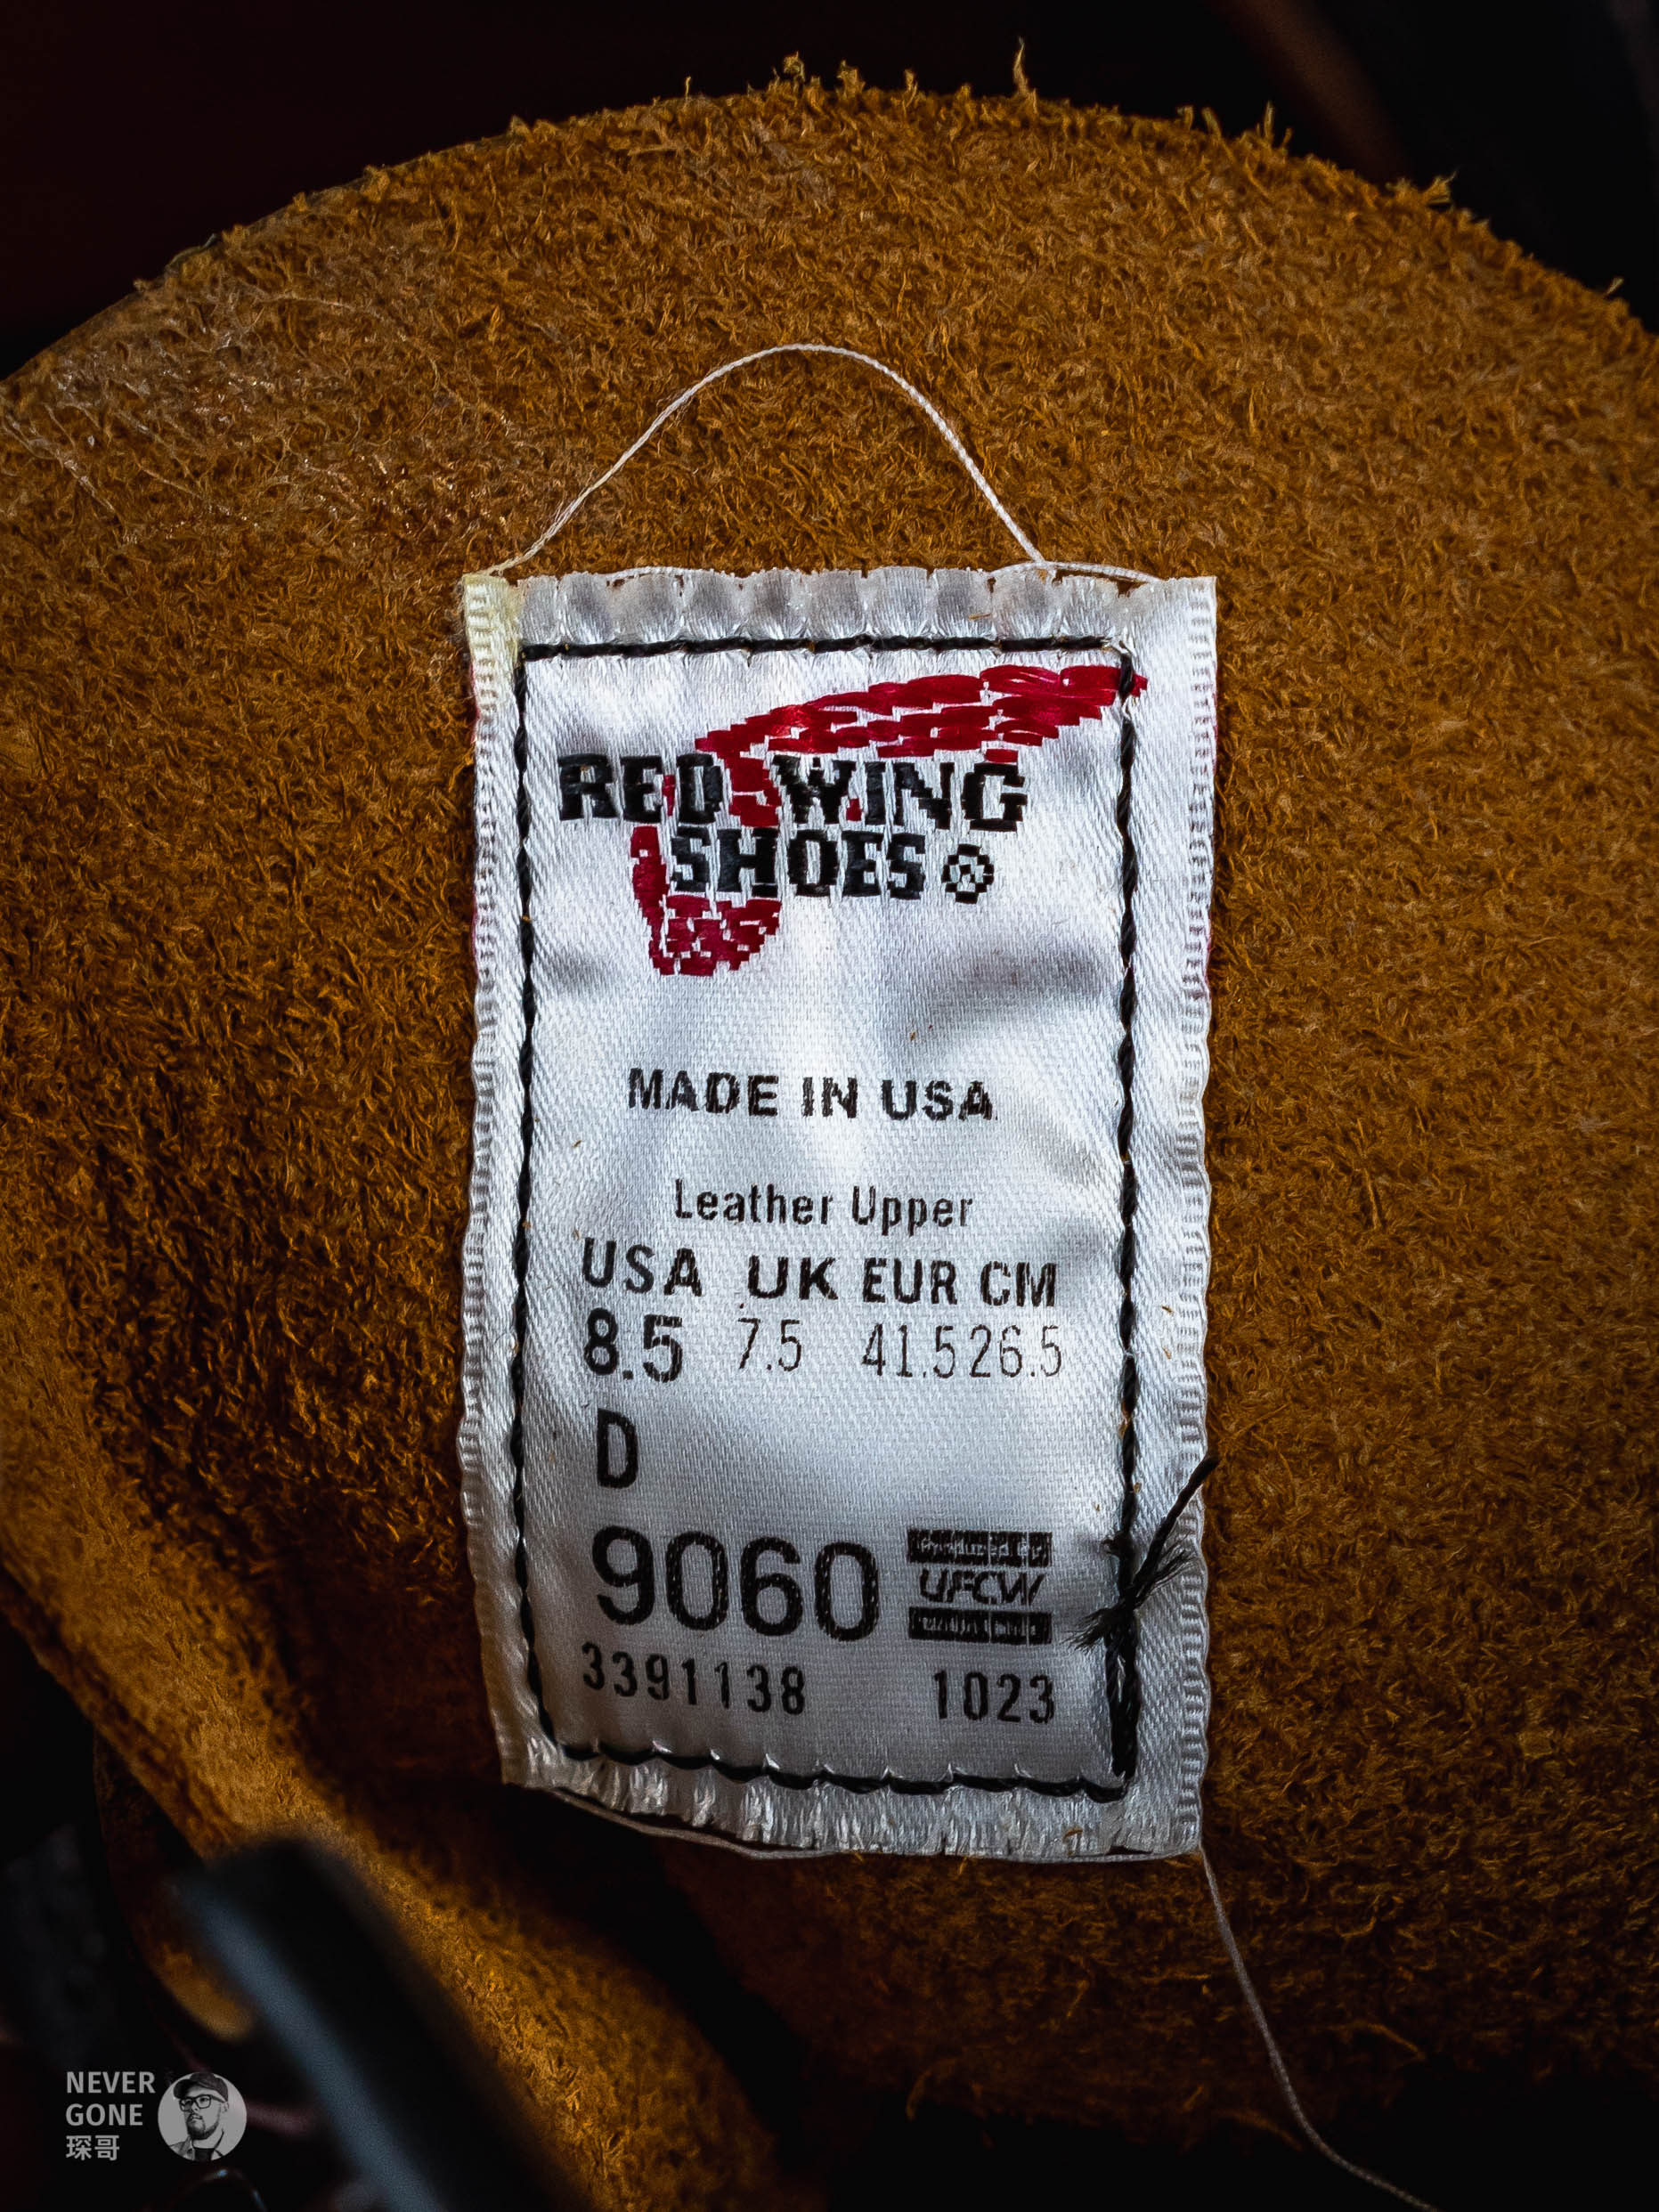 RED WING
SHOES ®
MADE IN USA
Leather Upper
USA UK EUR CM
8.5 7.5 41.5 26.5
D
9060
UFCW
3391138 1023
NEVER
GONE
琛哥